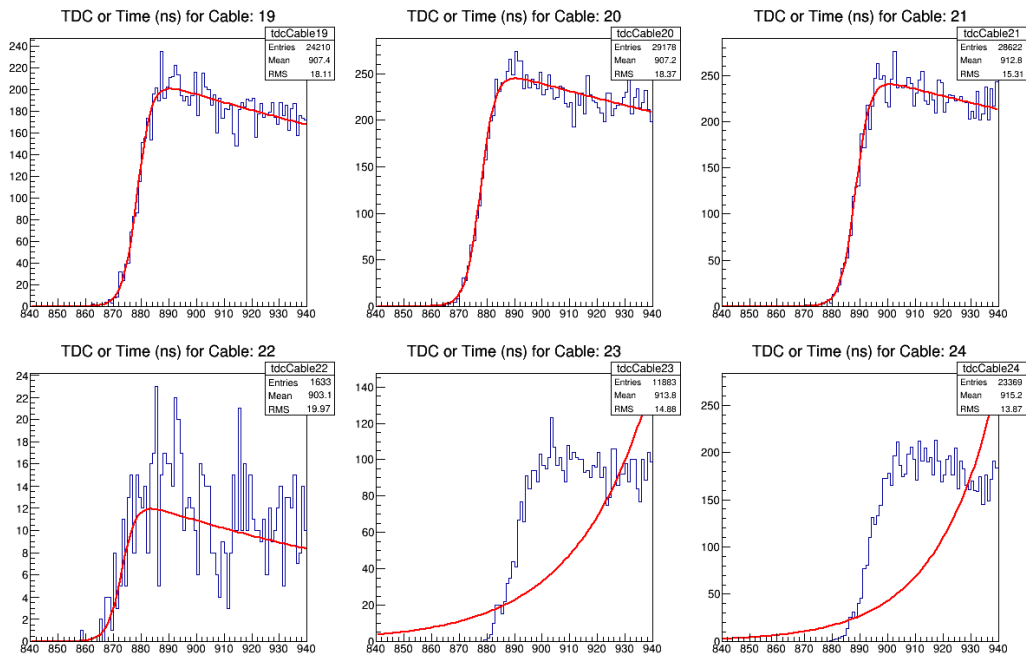 TDC or Time (ns) for Cable: 19
tdcCable19
Entries 24210
Mean 907.4
RMS 18.11
240
220
200
180
160
140
120
100
80
60
40
20
0
840 850 860 870 880 890 900 910 920 930 940
TDC or Time (ns) for Cable: 20
tdcCable20
Entries 29178
Mean 907.2
RMS 18.37
250
200
150
100
50
0
840 850 860 870 880 890 900 910 920 930 940
TDC or Time (ns) for Cable: 21
tdcCable21
Entries 28622
Mean 912.8
RMS 15.31
250
200
150
100
50
0
840 850 860 870 880 890 900 910 920 930 940
TDC or Time (ns) for Cable: 22
tdcCable22
Entries 1633
Mean 903.1
RMS 19.97
24
22
20
18
16
14
12
10
8
6
4
2
0
840 850 860 870 880 890 900 910 920 930 940
TDC or Time (ns) for Cable: 23
tdcCable23
Entries 11883
Mean 913.8
RMS 14.88
140
120
100
80
60
40
20
0
840 850 860 870 880 890 900 910 920 930 940
TDC or Time (ns) for Cable: 24
tdcCable24
Entries 23369
Mean 915.2
RMS 13.87
250
200
150
100
50
0
840 850 860 870 880 890 900 910 920 930 940